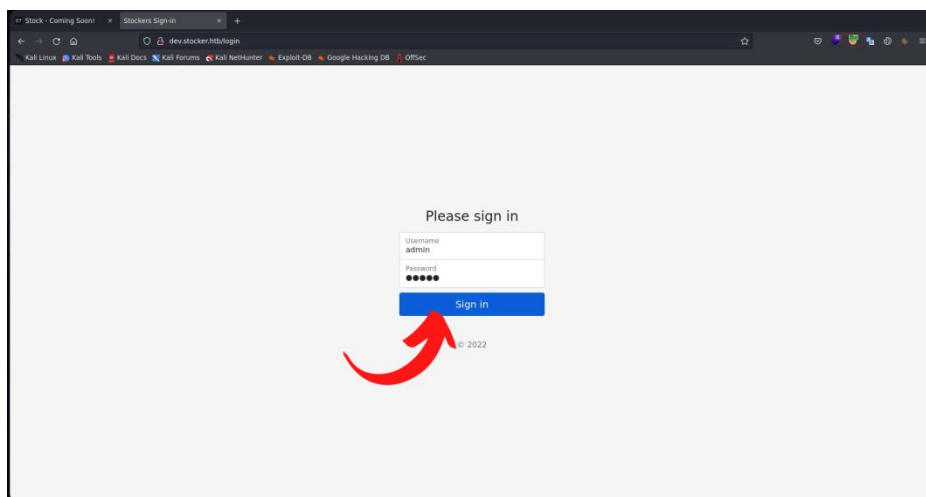 Stock - Coming Soon! × Stockers Sign-in × +
dev.stocker.htb/login
Kali Linux Kali Tools Kali Docs Kali Forums Kali NetHunter Exploit-DB Google Hacking DB OffSec
Please sign in
Username
admin
Password
●●●●●
Sign in
© 2022